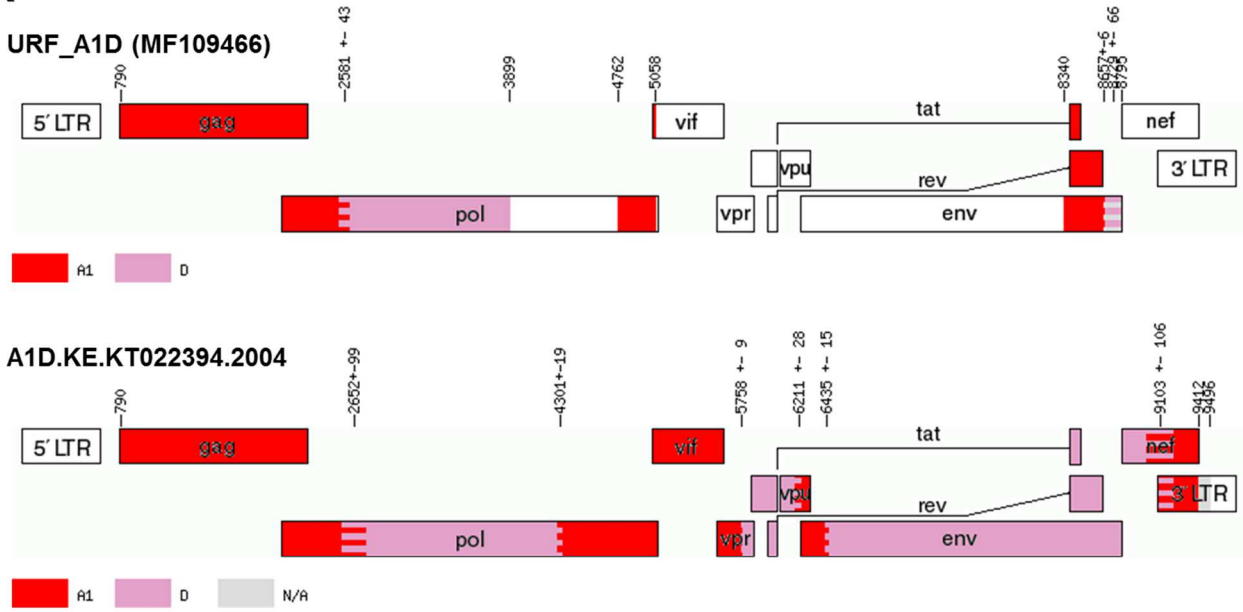 URF_A1D (MF109466)
790
2581 +- 43
3899
4762
5058
8340
8657+-6
8729 +- 66
8795
5´ LTR
gag
vif
tat
nef
vpu
rev
3´ LTR
pol
vpr
env
A1
D
A1D.KE.KT022394.2004
790
2652+-99
4301+-19
5758 +- 9
6211 +- 28
6435 +- 15
9103 +- 106
9412
9496
5´ LTR
gag
vif
tat
nef
vpu
rev
3´ LTR
pol
vpr
env
A1
D
N/A